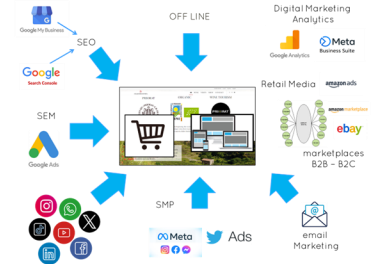 OFF LINE
Digital Marketing
Analytics
Google My Business
SEO
Google
Search Console
Google Analytics
Meta
Business Suite
Retail Media
amazon ads
amazon marketplace
ebay
marketplaces
B2B - B2C
SEM
Google Ads
SMP
Meta
Ads
email
Marketing